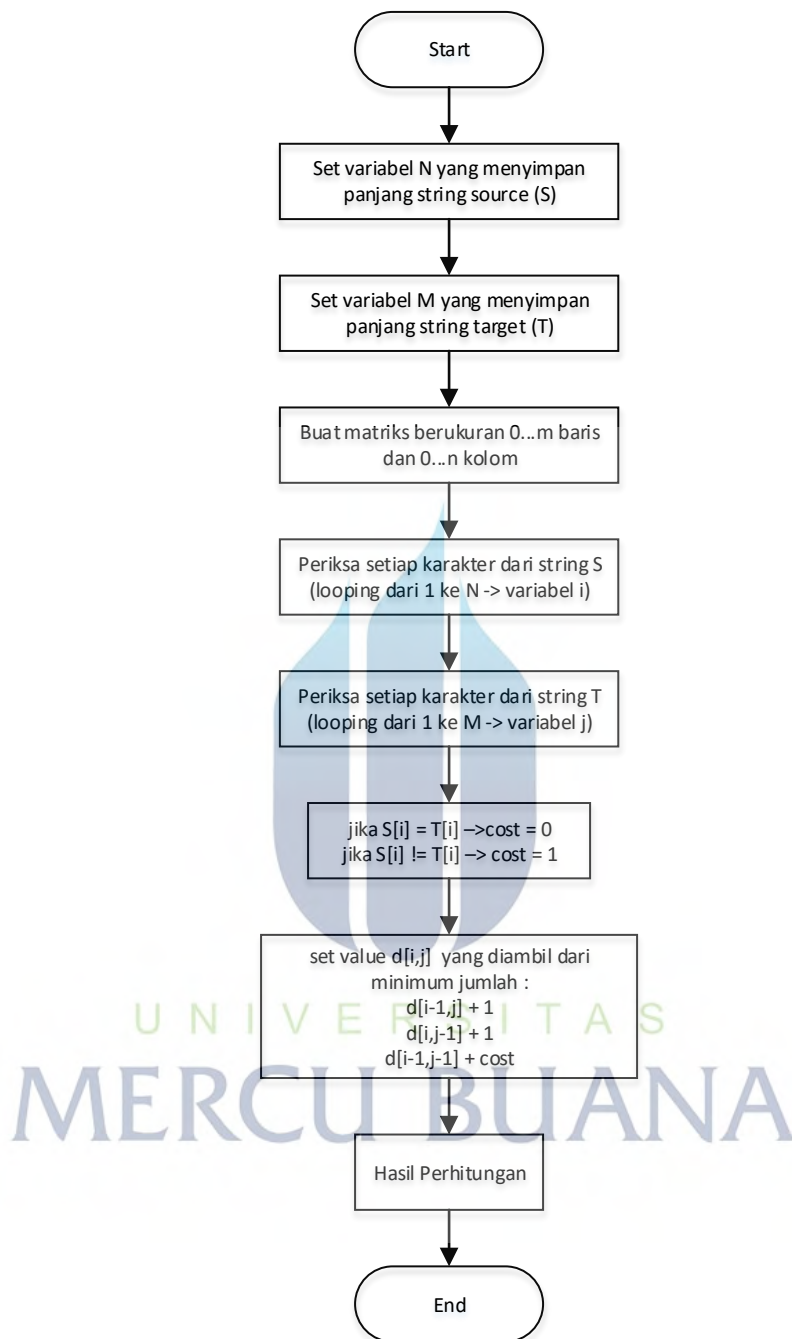 Start
Set variabel N yang menyimpan
panjang string source (S)
Set variabel M yang menyimpan
panjang string target (T)
Buat matriks berukuran 0...m baris
dan 0...n kolom
Periksa setiap karakter dari string S
(looping dari 1 ke N -> variabel i)
Periksa setiap karakter dari string T
(looping dari 1 ke M -> variabel j)
jika S[i] = T[i] –>cost = 0
jika S[i] != T[i] –> cost = 1
set value d[i,j]  yang diambil dari
minimum jumlah :
d[i-1,j] + 1
d[i,j-1] + 1
d[i-1,j-1] + cost
UNIVERSITAS
MERCU BUANA
Hasil Perhitungan
End